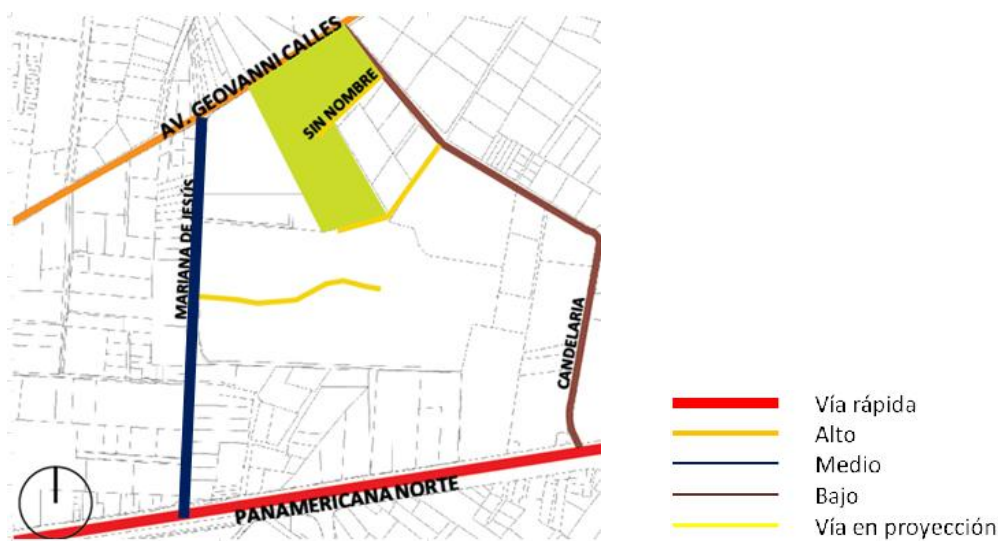 AV. GEOVANNI CALLES
SIN NOMBRE
MARIANA DE JESÚS
CANDELARIA
PANAMERICANA NORTE
Vía rápida
Alto
Medio
Bajo
Vía en proyección